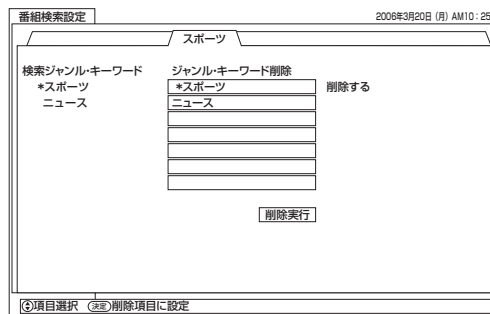 番組検索設定 2006年3月20日 (月) AM10:25
スポーツ
検索ジャンル・キーワード ジャンル・キーワード削除
*スポーツ *スポーツ 削除する
ニュース ニュース
削除実行
項目選択 決定 削除項目に設定